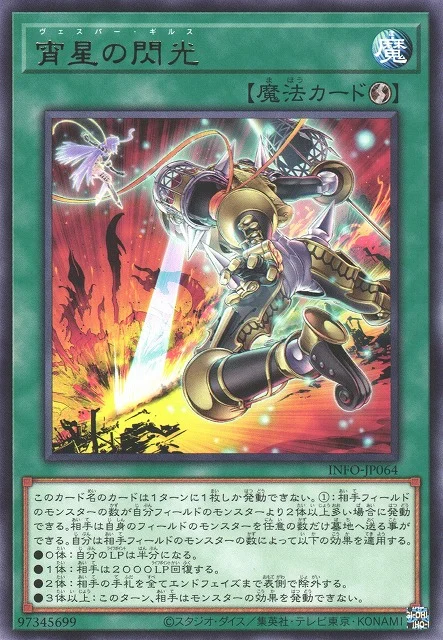 ヴェスパー・ギルス
宵星の閃光
魔
【魔法カード】
INFO-JP064
このカード名のカードは1ターンに1枚しか発動できない。①:相手フィールド
のモンスターの数が自分フィールドのモンスターより2体以上多い場合に発動
できる。相手は自身のフィールドのモンスターを任意の数だけ墓地へ送る事が
できる。自分は相手フィールドのモンスターの数によって以下の効果を適用する。
●0体:自分のLPは半分になる。
●1体:相手は2000LP回復する。
●2体:相手の手札を全てエンドフェイズまで表側で除外する。
●3体以上:このターン、相手はモンスターの効果を発動できない。
97345699
©スタジオ・ダイス/集英社・テレビ東京・KONAMI